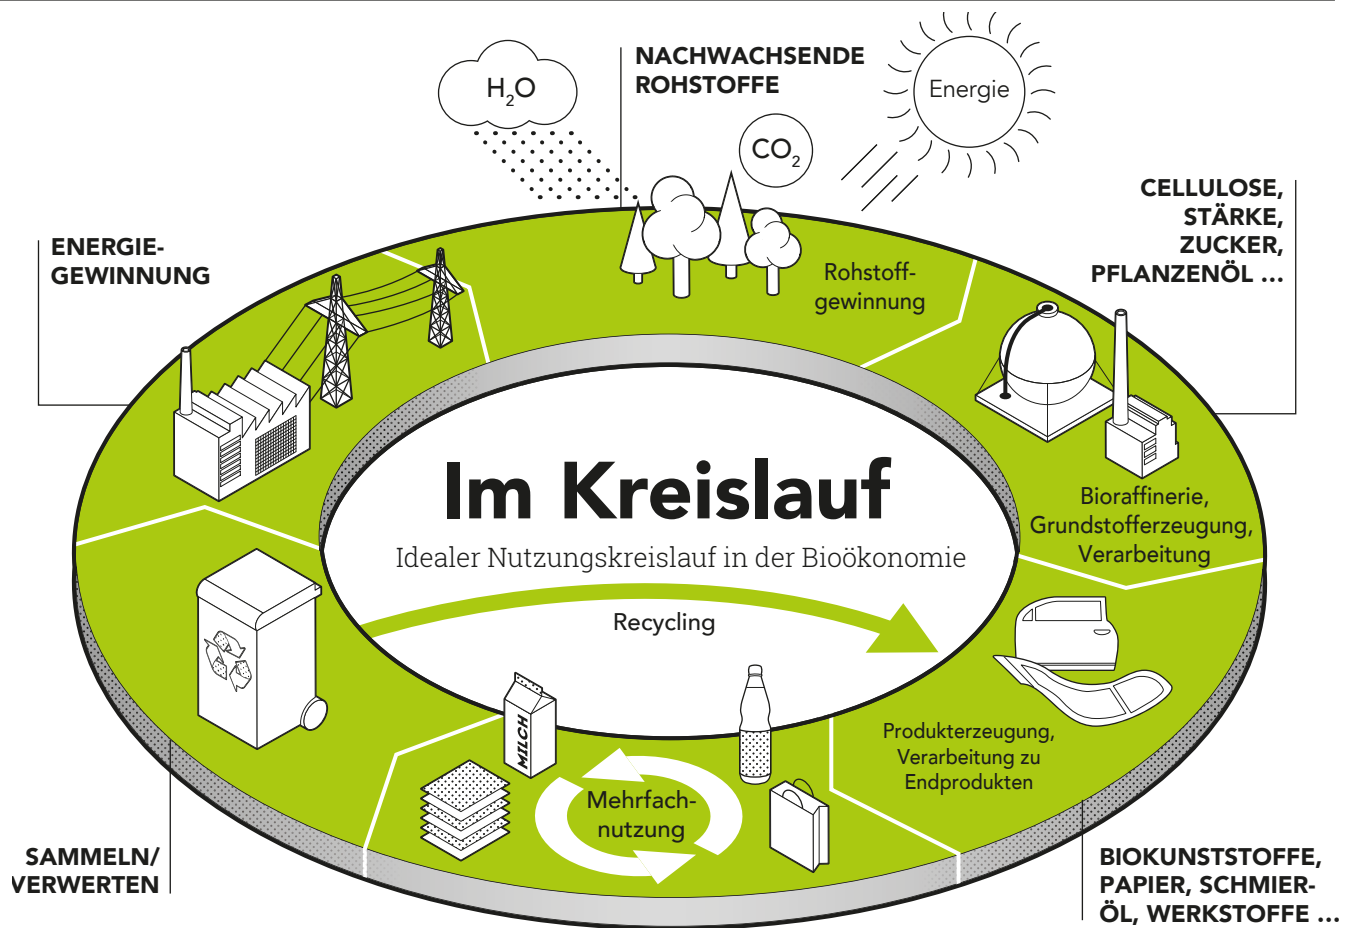 H₂O
NACHWACHSENDE
ROHSTOFFE
CO₂
Energie
CELLULOSE,
STÄRKE,
ZUCKER,
PFLANZENÖL ...
ENERGIE-
GEWINNUNG
Rohstoff-
gewinnung
Bioraffinerie,
Grundstofferzeugung,
Verarbeitung
Im Kreislauf
Idealer Nutzungskreislauf in der Bioökonomie
Recycling
MILCH
Mehrfach-
nutzung
Produkterzeugung,
Verarbeitung zu
Endprodukten
SAMMELN/
VERWERTEN
BIOKUNSTSTOFFE,
PAPIER, SCHMIER-
ÖL, WERKSTOFFE ...